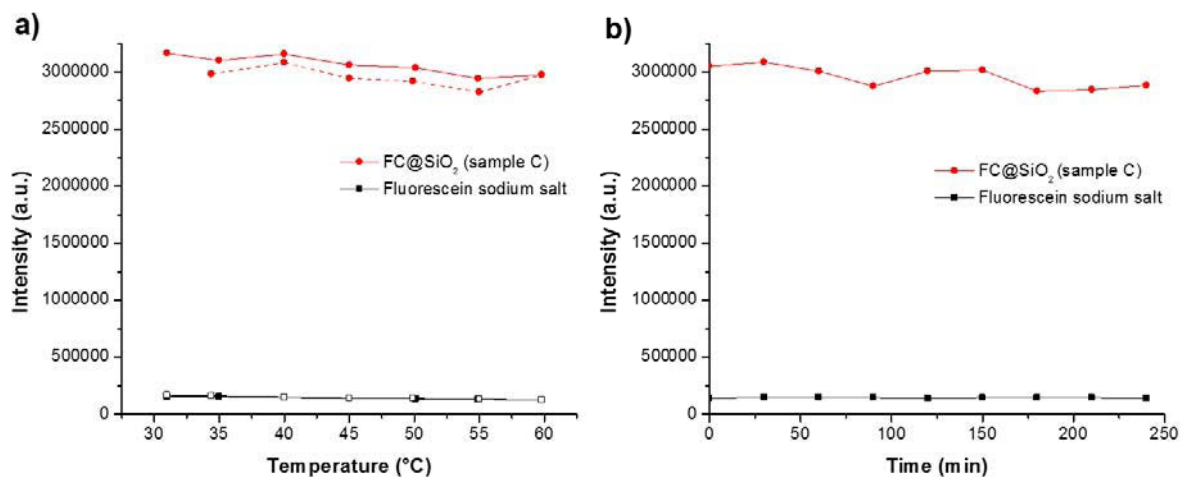 a)
3000000
2500000
2000000
1500000
1000000
500000
0
Intensity (a.u.)
FC@SiO₂ (sample C)
Fluorescein sodium salt
30 35 40 45 50 55 60
Temperature (°C)
b)
3000000
2500000
2000000
1500000
1000000
500000
0
Intensity (a.u.)
FC@SiO₂ (sample C)
Fluorescein sodium salt
0 50 100 150 200 250
Time (min)